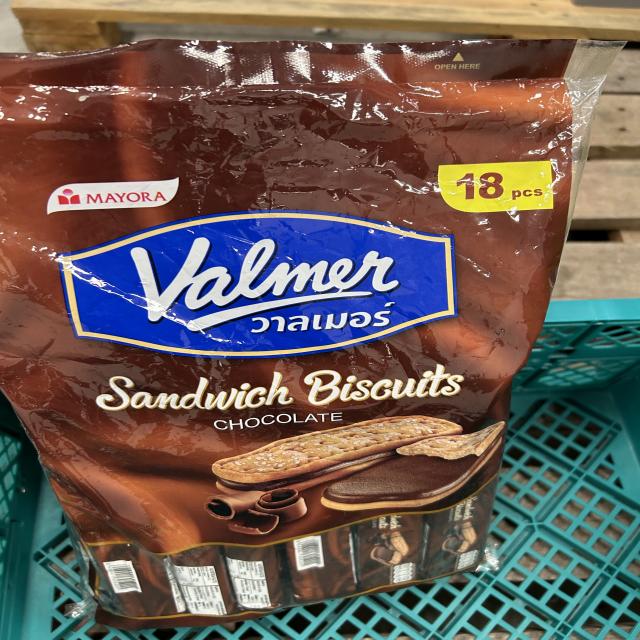 OPEN HERE
MAYORA
18 pcs
Valmer
วาลเมอร์
Sandwich Biscuits
CHOCOLATE